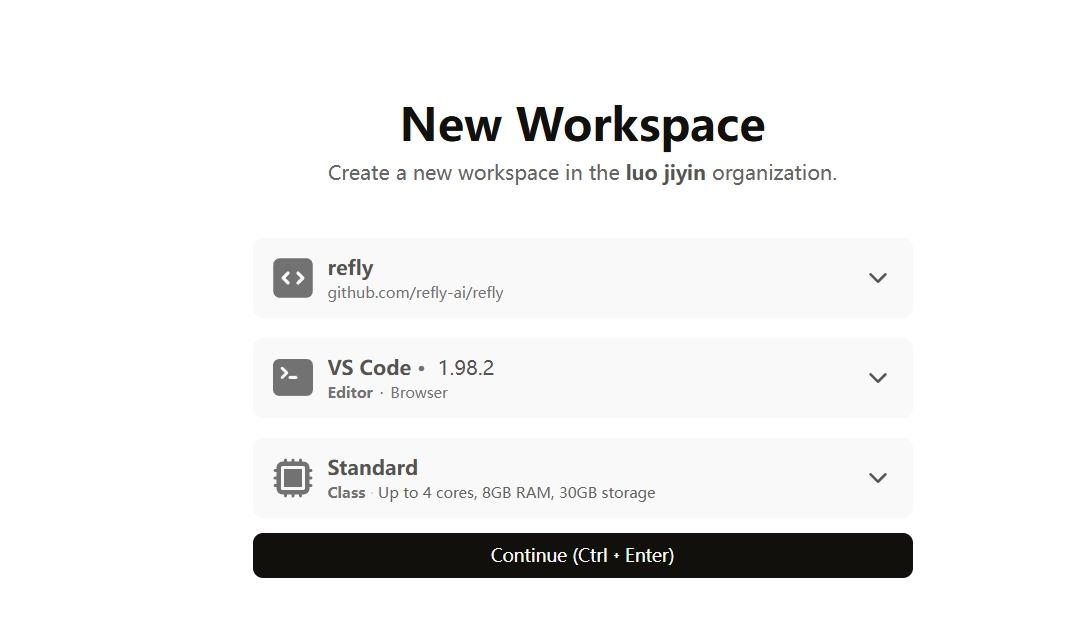 New Workspace
Create a new workspace in the luo jiyin organization.
refly
github.com/refly-ai/refly
VS Code • 1.98.2
Editor · Browser
Standard
Class · Up to 4 cores, 8GB RAM, 30GB storage
Continue (Ctrl + Enter)